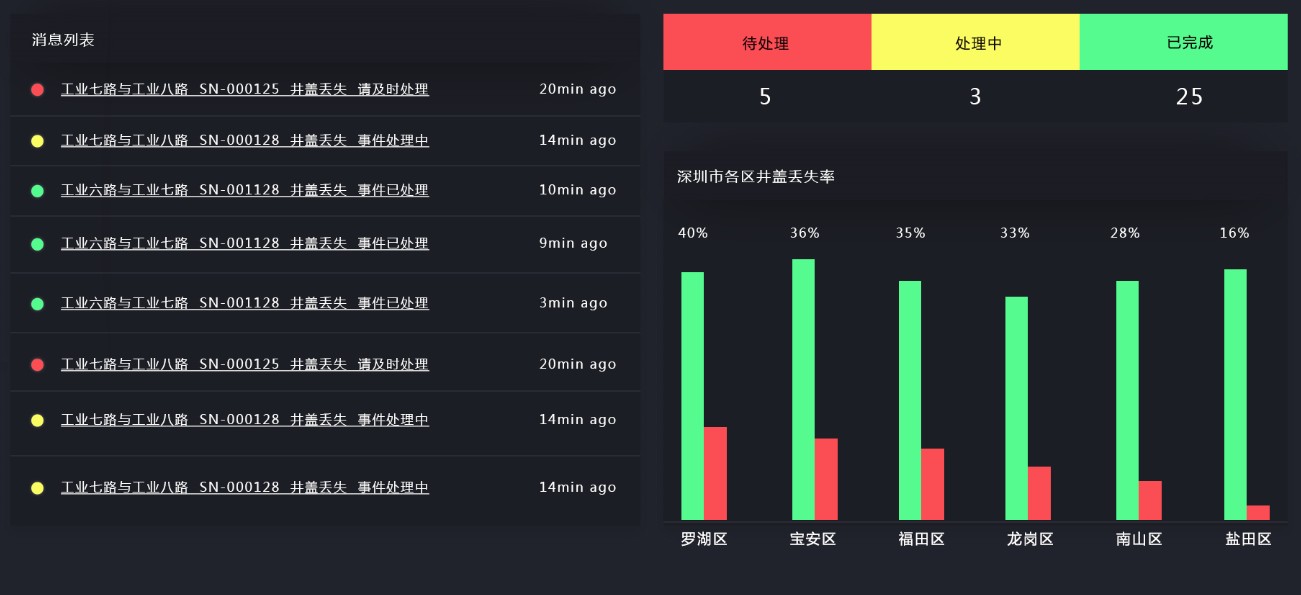 消息列表
工业七路与工业八路 SN-000125 井盖丢失 请及时处理 20min ago
工业七路与工业八路 SN-000128 井盖丢失 事件处理中 14min ago
工业六路与工业七路 SN-001128 井盖丢失 事件已处理 10min ago
工业六路与工业七路 SN-001128 井盖丢失 事件已处理 9min ago
工业六路与工业七路 SN-001128 井盖丢失 事件已处理 3min ago
工业七路与工业八路 SN-000125 井盖丢失 请及时处理 20min ago
工业七路与工业八路 SN-000128 井盖丢失 事件处理中 14min ago
工业七路与工业八路 SN-000128 井盖丢失 事件处理中 14min ago
待处理 处理中 已完成
5 3 25
深圳市各区井盖丢失率
40% 36% 35% 33% 28% 16%
罗湖区 宝安区 福田区 龙岗区 南山区 盐田区